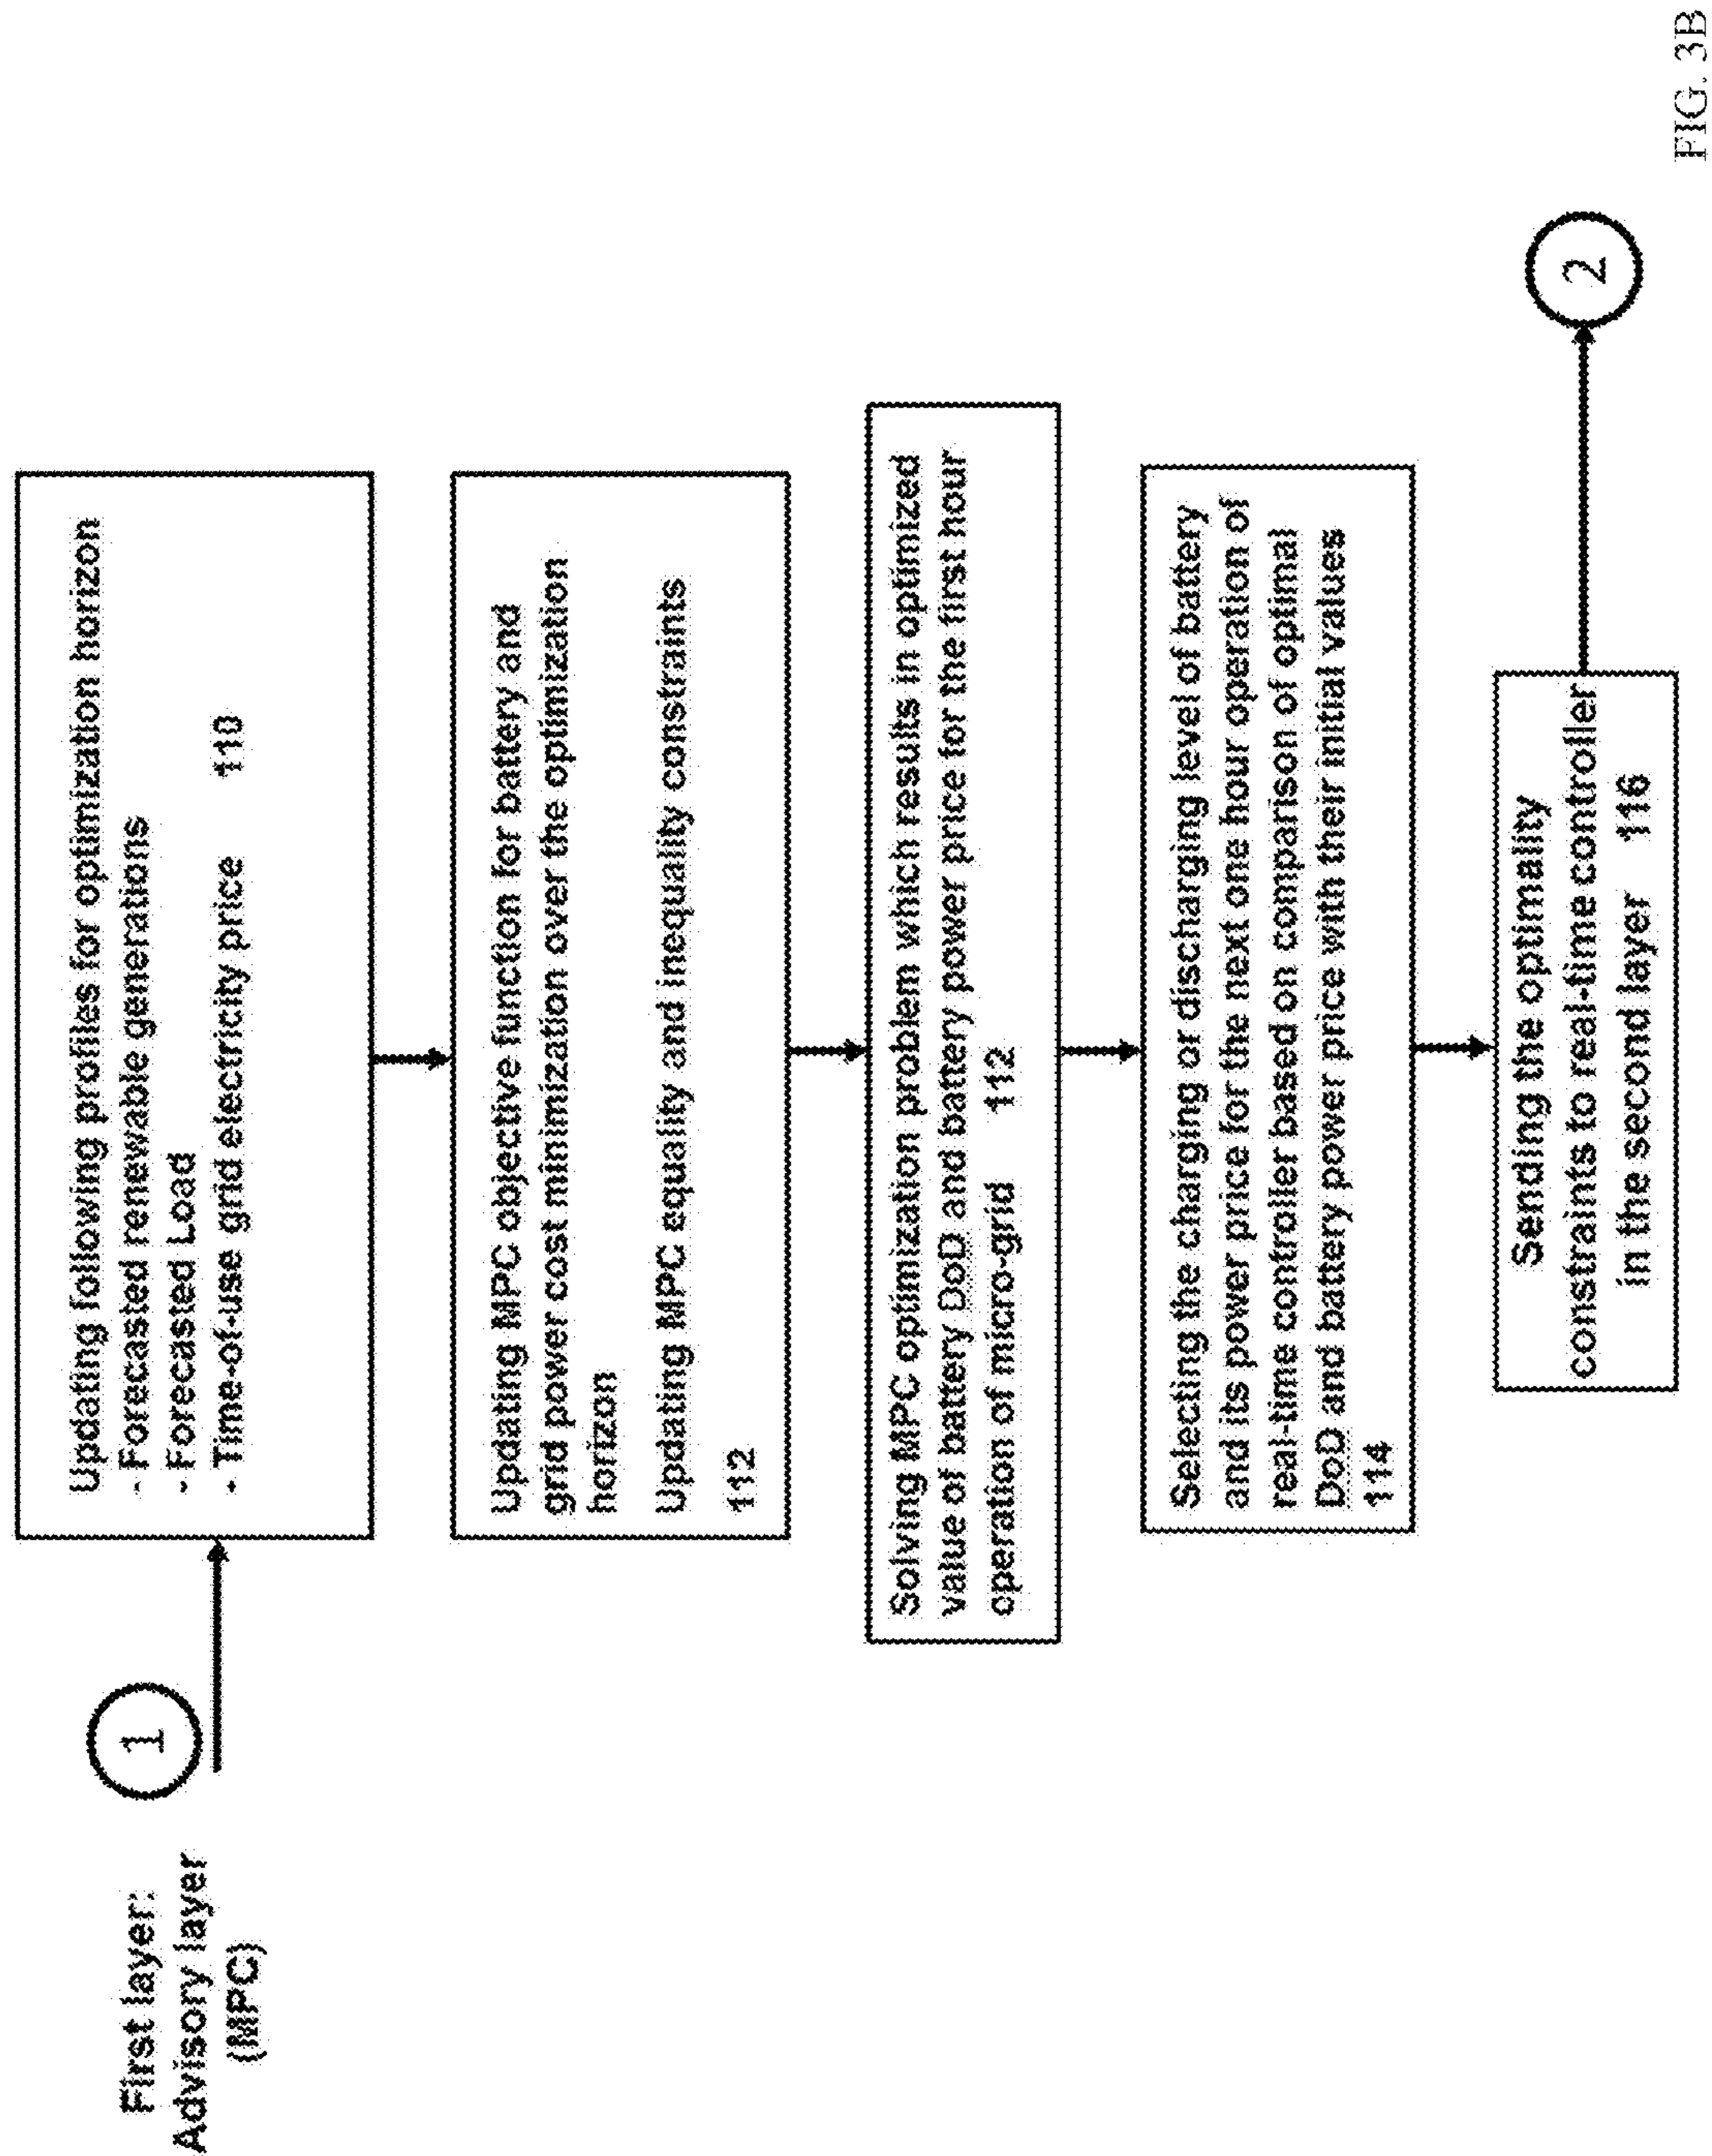 First layer:
Advisory layer
(MPC)
1
Updating following profiles for optimization horizon
- Forecasted renewable generations
- Forecasted Load
- Time-of-use grid electricity price 110
Updating MPC objective function for battery and
grid power cost minimization over the optimization
horizon
Updating MPC equality and inequality constraints
112
Solving MPC optimization problem which results in optimized
value of battery DoD and battery power price for the first hour
operation of micro-grid 112
Selecting the charging or discharging level of battery
and its power price for the next one hour operation of
real-time controller based on comparison of optimal
DoD and battery power price with their initial values
114
Sending the optimality
constraints to real-time controller
in the second layer 116
2
FIG. 3B